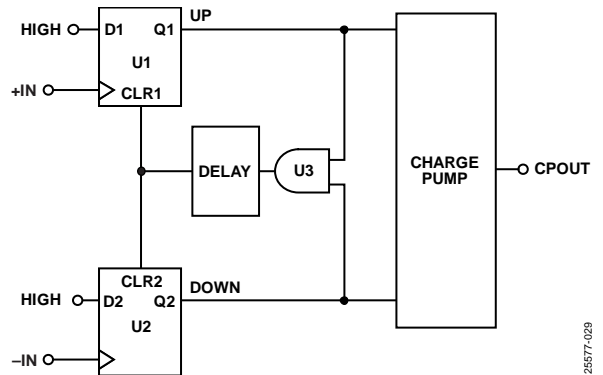 UP
HIGH D1 Q1
U1
+IN
CLR1
DELAY U3 CHARGE
PUMP CPOUT
CLR2
HIGH D2 Q2 DOWN
U2
–IN
25577-029